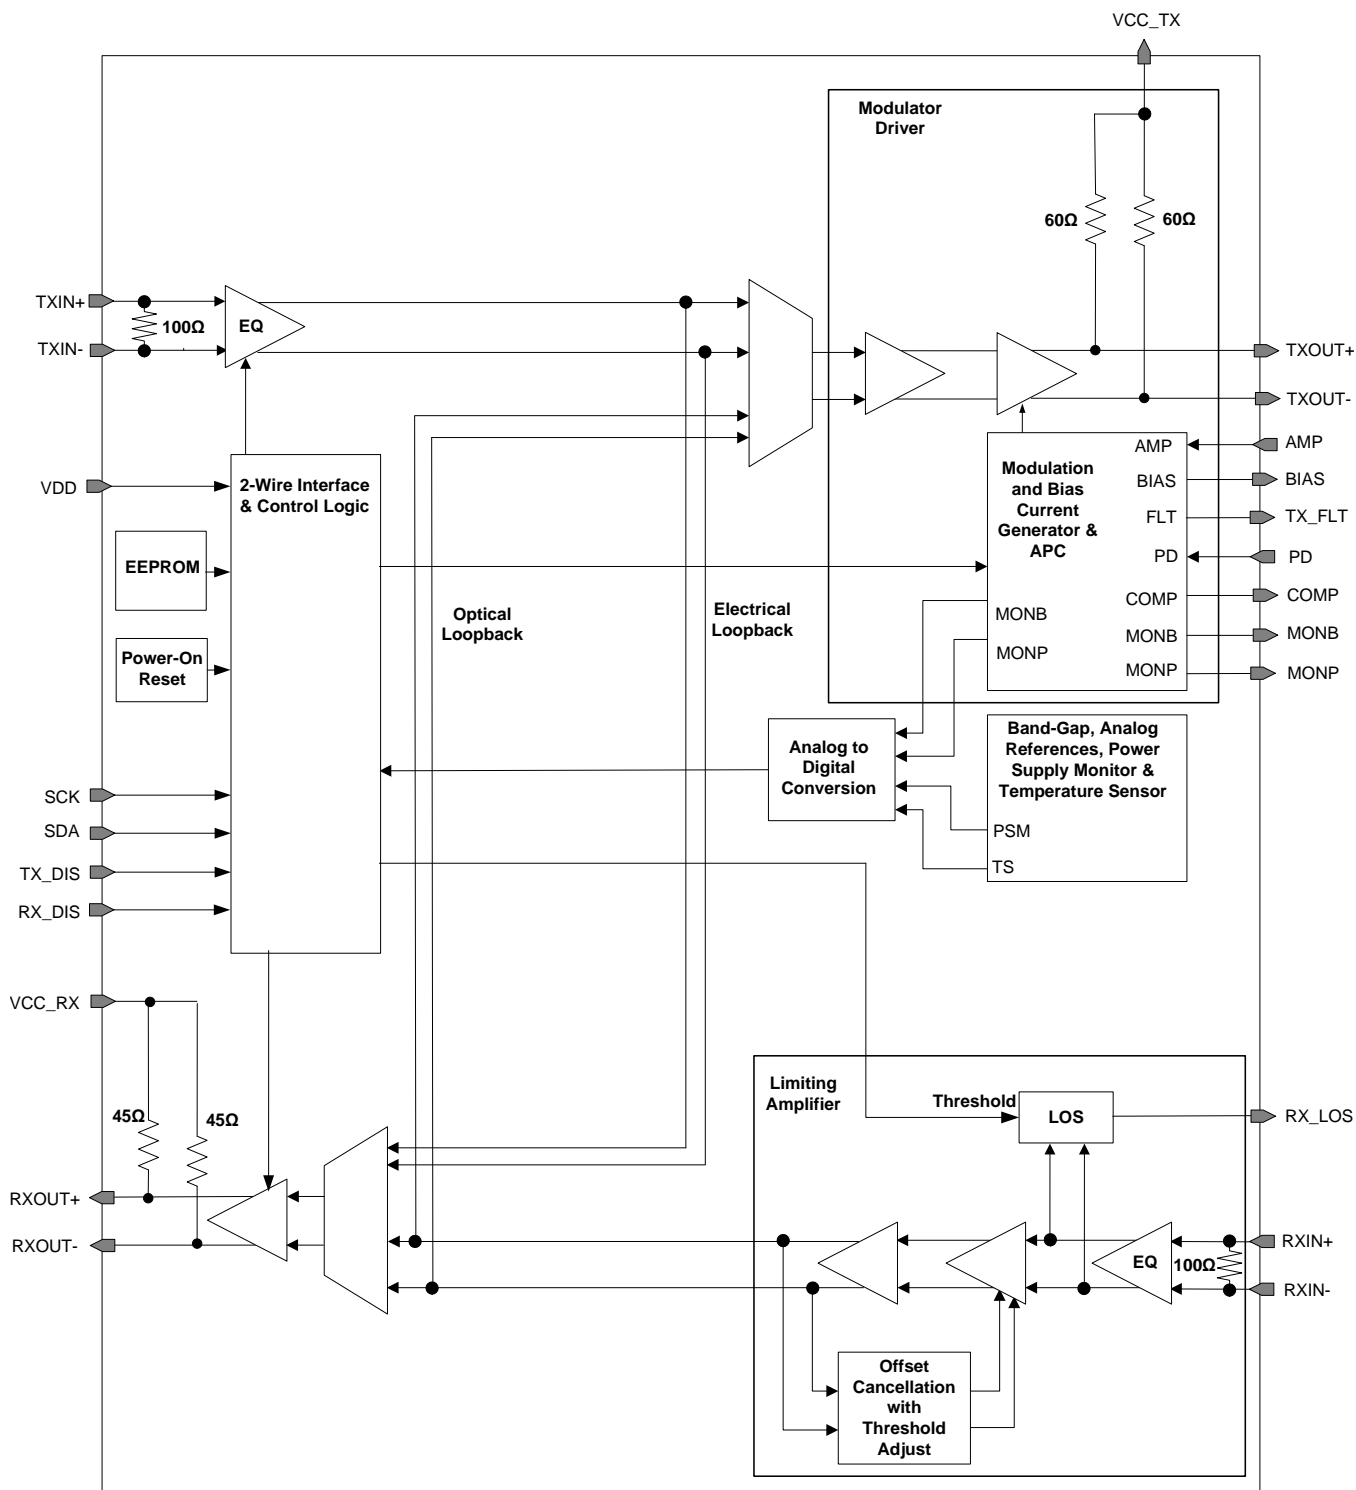 VCC_TX
Modulator
Driver
60Ω
60Ω
TXIN+
100Ω
EQ
TXIN-
TXOUT+
TXOUT-
AMP
AMP
VDD
2-Wire Interface
& Control Logic
Modulation
and Bias
Current
Generator &
APC
BIAS
BIAS
FLT
TX_FLT
PD
PD
EEPROM
COMP
COMP
Optical
Loopback
Electrical
Loopback
MONB
MONB
MONB
MONP
MONP
MONP
Power-On
Reset
Analog to
Digital
Conversion
Band-Gap, Analog
References, Power
Supply Monitor &
Temperature Sensor
PSM
TS
SCK
SDA
TX_DIS
RX_DIS
VCC_RX
45Ω
45Ω
Limiting
Amplifier
Threshold
LOS
RX_LOS
RXOUT+
RXOUT-
EQ
100Ω
RXIN+
RXIN-
Offset
Cancellation
with
Threshold
Adjust